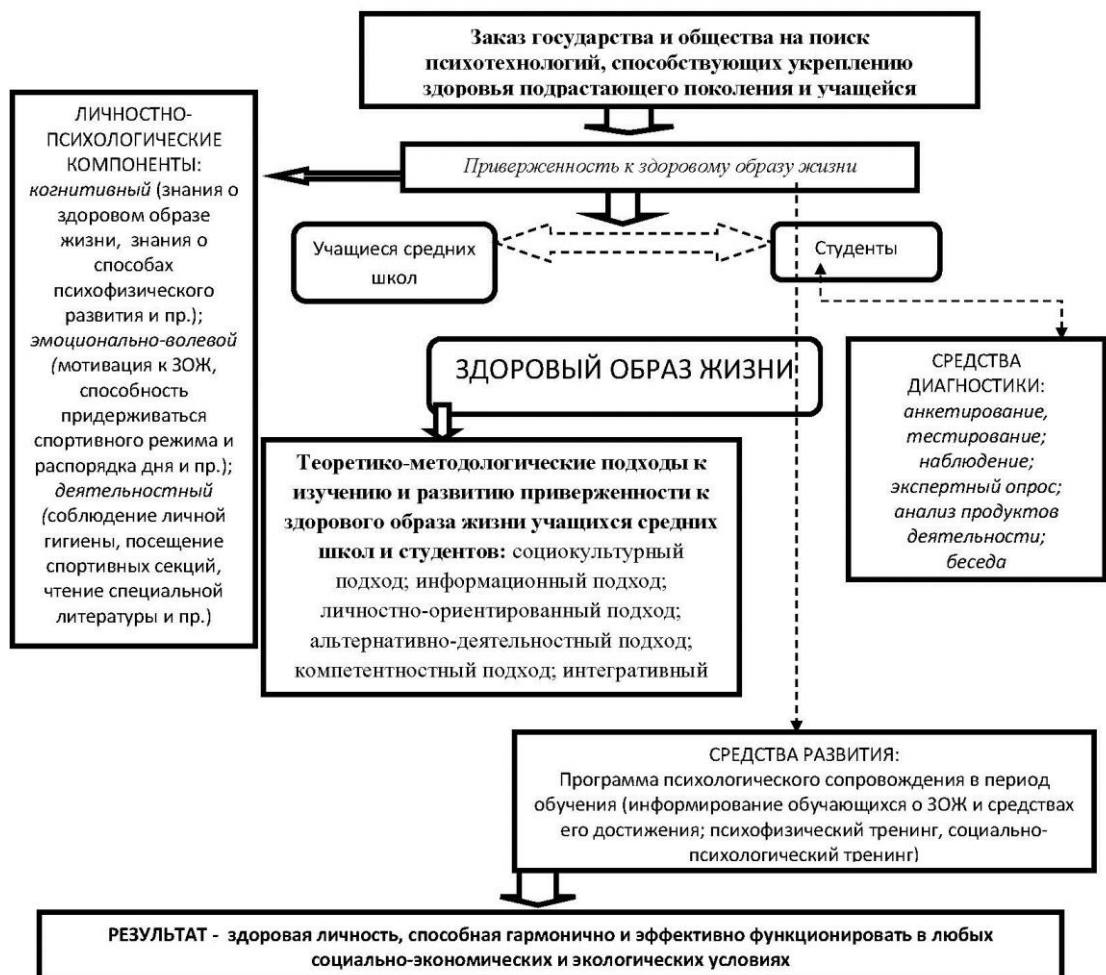 Заказ государства и общества на поиск
психотехнологий, способствующих укреплению
здоровья подрастающего поколения и учащейся
ЛИЧНОСТНО-
ПСИХОЛОГИЧЕСКИЕ
КОМПОНЕНТЫ:
когнитивный (знания о
здоровом образе
жизни, знания о
способах
психофизического
развития и пр.);
эмоционально-волевой
(мотивация к ЗОЖ,
способность
придерживаться
спортивного режима и
распорядка дня и пр.);
деятельностный
(соблюдение личной
гигиены, посещение
спортивных секций,
чтение специальной
литературы и пр.)
Приверженность к здоровому образу жизни
Учащиеся средних
школ
Студенты
ЗДОРОВЫЙ ОБРАЗ ЖИЗНИ
СРЕДСТВА
ДИАГНОСТИКИ:
анкетирование,
тестирование;
наблюдение;
экспертный опрос;
анализ продуктов
деятельности;
беседа
Теоретико-методологические подходы к
изучению и развитию приверженности к
здорового образа жизни учащихся средних
школ и студентов: социокультурный
подход; информационный подход;
личностно-ориентированный подход;
альтернативно-деятельностный подход;
компетентностный подход; интегративный
СРЕДСТВА РАЗВИТИЯ:
Программа психологического сопровождения в период
обучения (информирование обучающихся о ЗОЖ и средствах
его достижения; психофизический тренинг, социально-
психологический тренинг)
РЕЗУЛЬТАТ - здоровая личность, способная гармонично и эффективно функционировать в любых
социально-экономических и экологических условиях